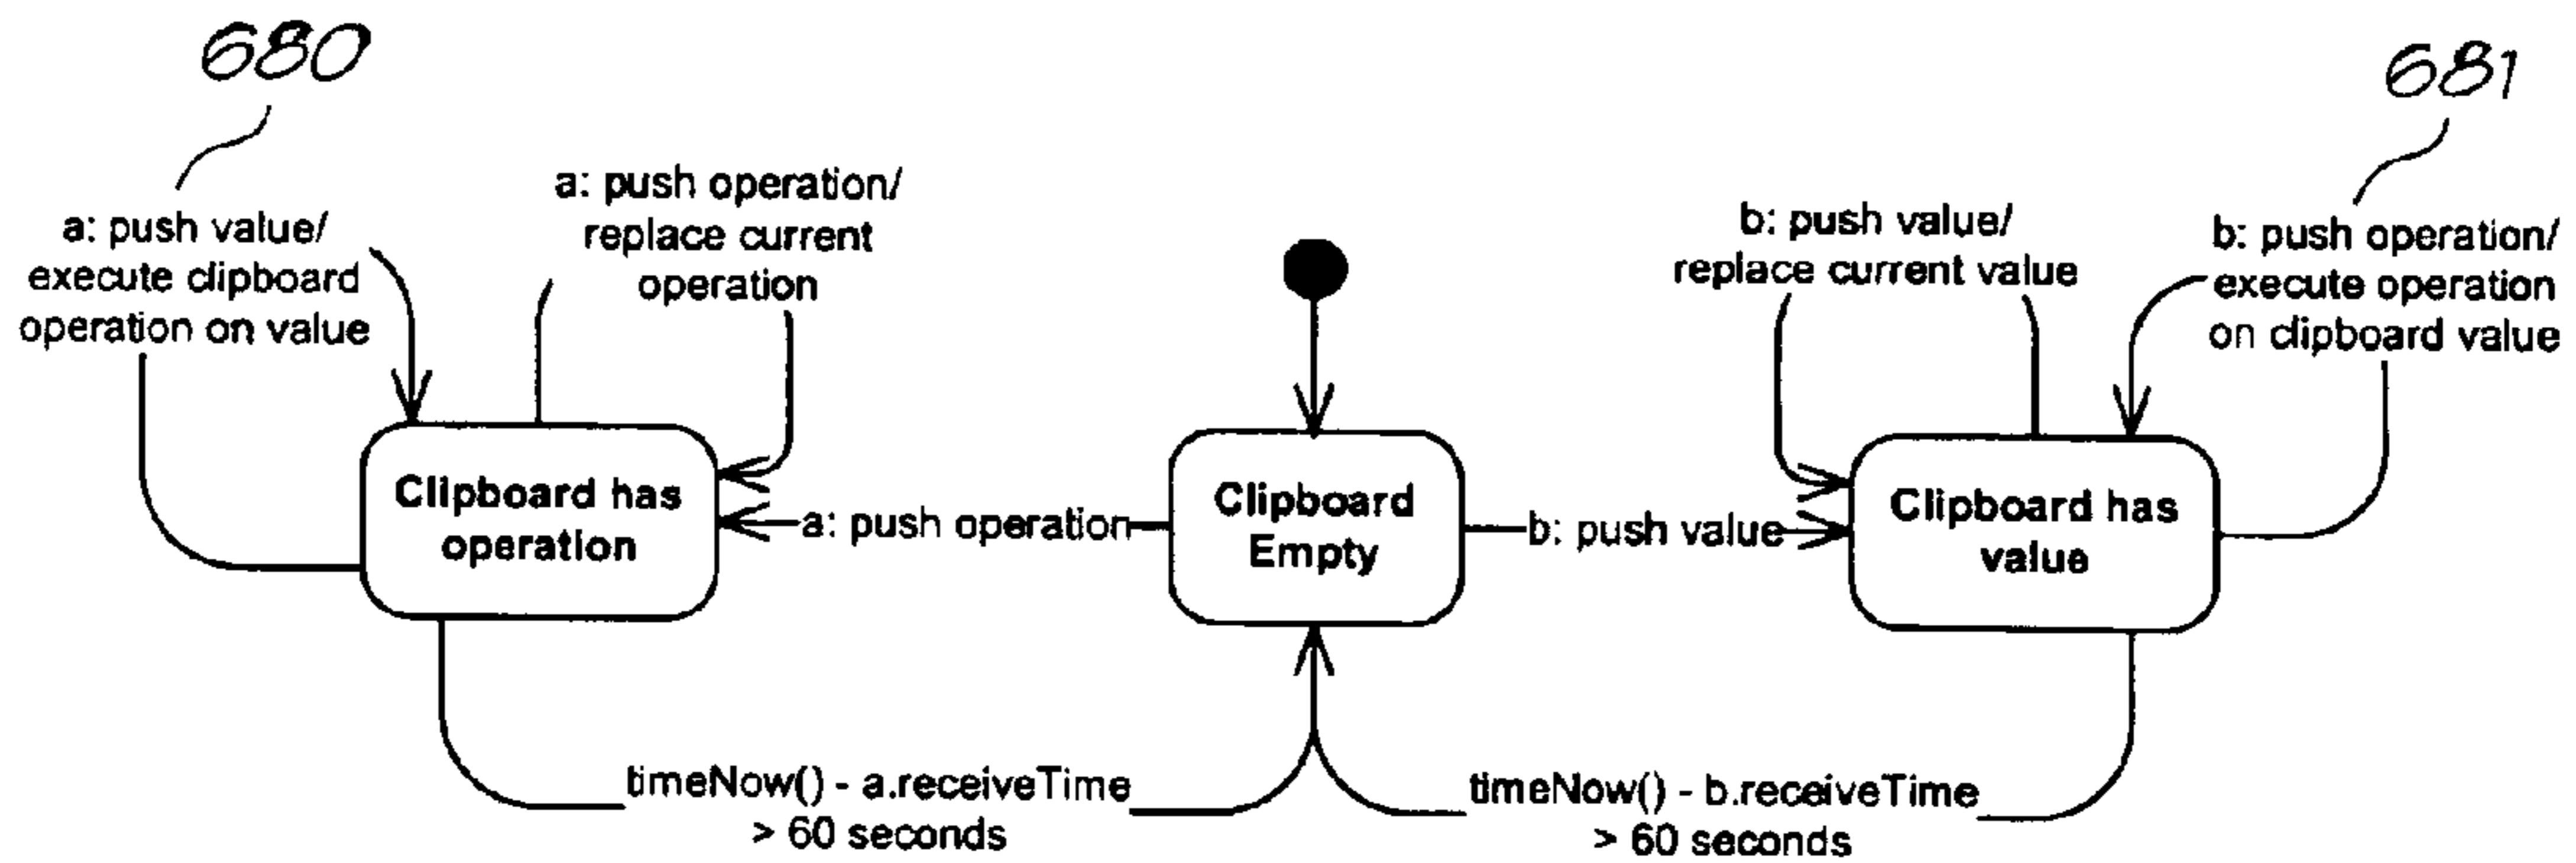 680
681
a: push value/
execute clipboard
operation on value
a: push operation/
replace current
operation
b: push value/
replace current value
b: push operation/
execute operation
on clipboard value
Clipboard has
operation
a: push operation
Clipboard
Empty
b: push value
Clipboard has
value
timeNow() - a.receiveTime
> 60 seconds
timeNow() - b.receiveTime
> 60 seconds